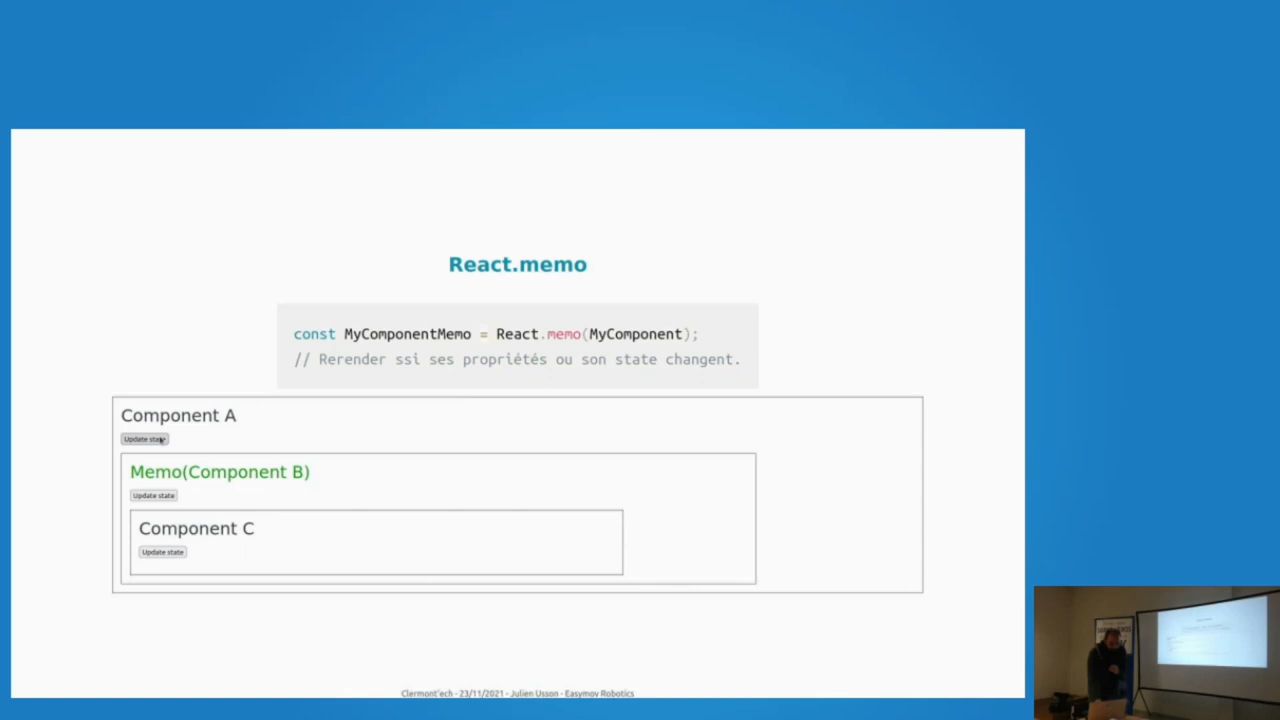 React.memo
const MyComponentMemo = React.memo(MyComponent);
// Rerender ssi ses propriétés ou son state changent.
Component A
Update state
Memo(Component B)
Update state
Component C
Update state
Clermont'ech - 23/11/2021 - Julien Usson - Easymov Robotics